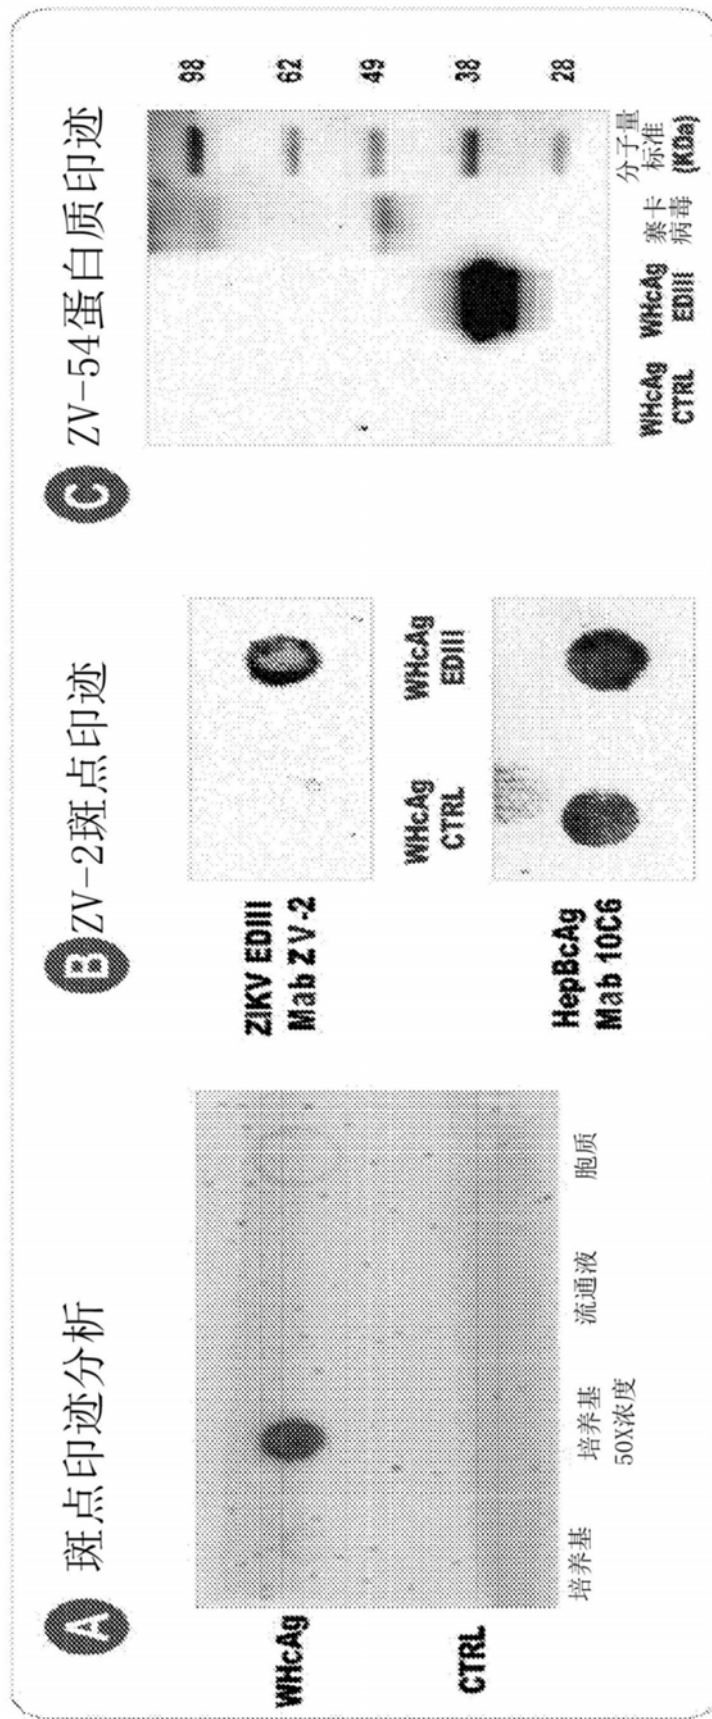 A 斑点印迹分析
WHcAg
CTRL
培养基
培养基
50X浓度
流通液
胞质
B ZV-2斑点印迹
ZIKV EDIII
Mab ZV-2
WHcAg
CTRL
WHcAg
EDIII
HepBcAg
Mab 10C6
C ZV-54蛋白质印迹
98
62
49
38
28
WHcAg
CTRL
WHcAg
EDIII
寨卡
病毒
分子量
标准
(KDa)